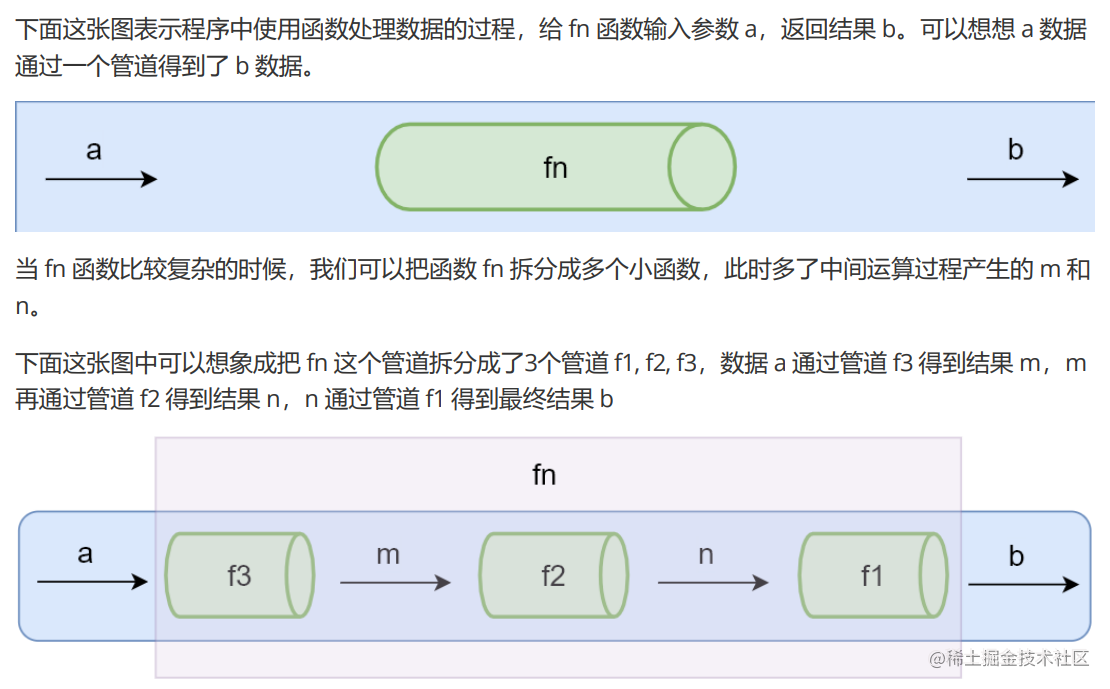 下面这张图表示程序中使用函数处理数据的过程，给 fn 函数输入参数 a，返回结果 b。可以想想 a 数据
通过一个管道得到了 b 数据。
a
fn
b
当 fn 函数比较复杂的时候，我们可以把函数 fn 拆分成多个小函数，此时多了中间运算过程产生的 m 和
n。
下面这张图中可以想象成把 fn 这个管道拆分成了3个管道 f1, f2, f3，数据 a 通过管道 f3 得到结果 m，m
再通过管道 f2 得到结果 n，n 通过管道 f1 得到最终结果 b
fn
a
f3
m
f2
n
f1
b
@稀土掘金技术社区